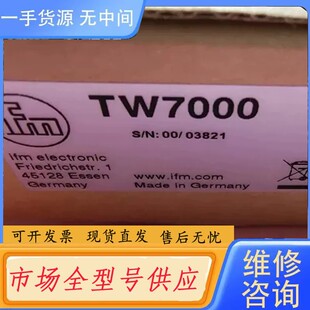 一手货源 无中间
ifm
TW7000
S/N: 00/ 03821
ifm electronic
Friedrichstr. 1
45128 Essen
Germany
www.ifm.com
Made in Germany
可开发票 现货直发 售后无忧
市场全型号供应
维修
咨询